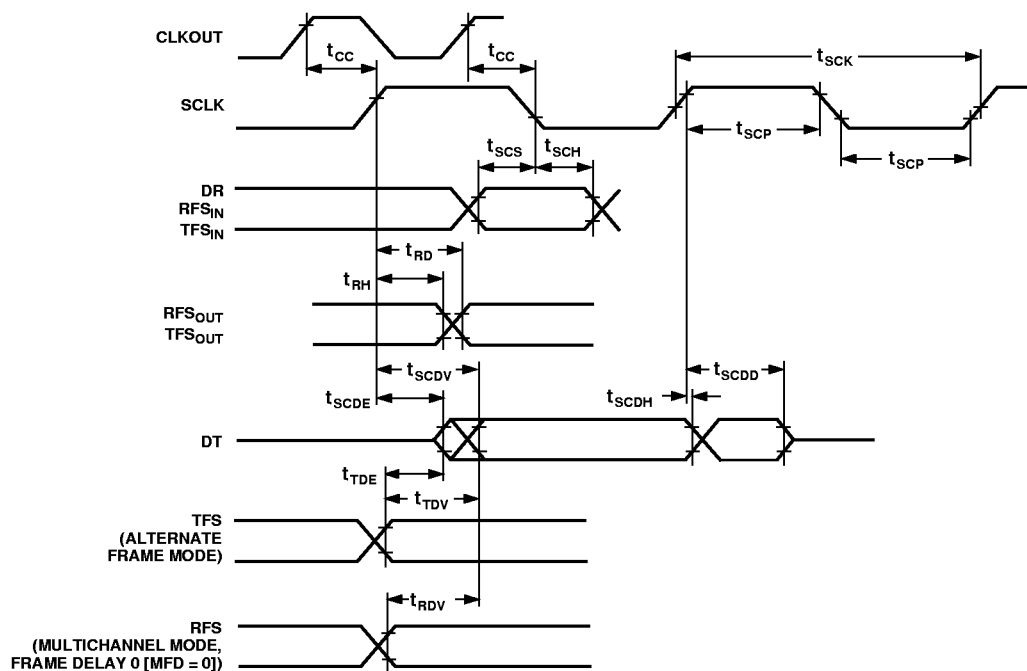 CLKOUT
tCC
tCC
tSCK
SCLK
tSCP
tSCP
tSCS
tSCH
DR
RFSIN
TFSIN
tRD
tRH
RFSOUT
TFSOUT
tSCDV
tSCDD
tSCDE
tSCDH
DT
tTDE
tTDV
TFS
(ALTERNATE
FRAME MODE)
tRDV
RFS
(MULTICHANNEL MODE,
FRAME DELAY 0 [MFD = 0])